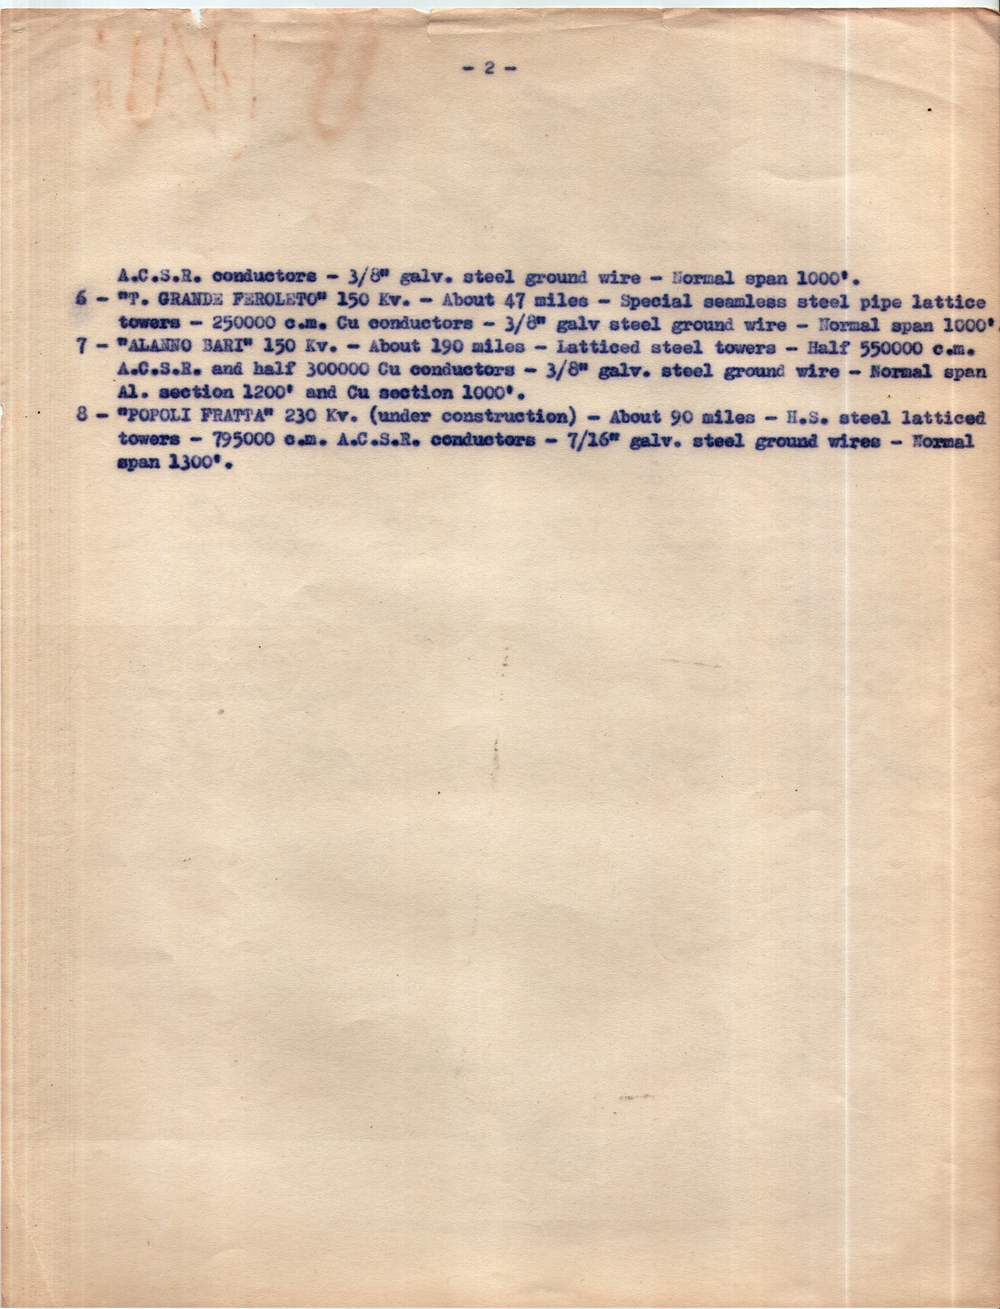 - 2 -
A.C.S.R. conductors - 3/8" galv. steel ground wire - Normal span 1000'.
6 - "T. GRANDE FEROLETO" 150 Kv. - About 47 miles - Special seamless steel pipe lattice
towers - 250000 c.m. Cu conductors - 3/8" galv steel ground wire - Normal span 1000'.
7 - "ALANNO BARI" 150 Kv. - About 190 miles - Latticed steel towers - Half 550000 c.m.
A.C.S.R. and half 300000 Cu conductors - 3/8" galv. steel ground wire - Normal span
Al. section 1200' and Cu section 1000'.
8 - "POPOLI FRATTA" 230 Kv. (under construction) - About 90 miles - H.S. steel latticed
towers - 795000 c.m. A.C.S.R. conductors - 7/16" galv. steel ground wires - Normal
span 1300'.